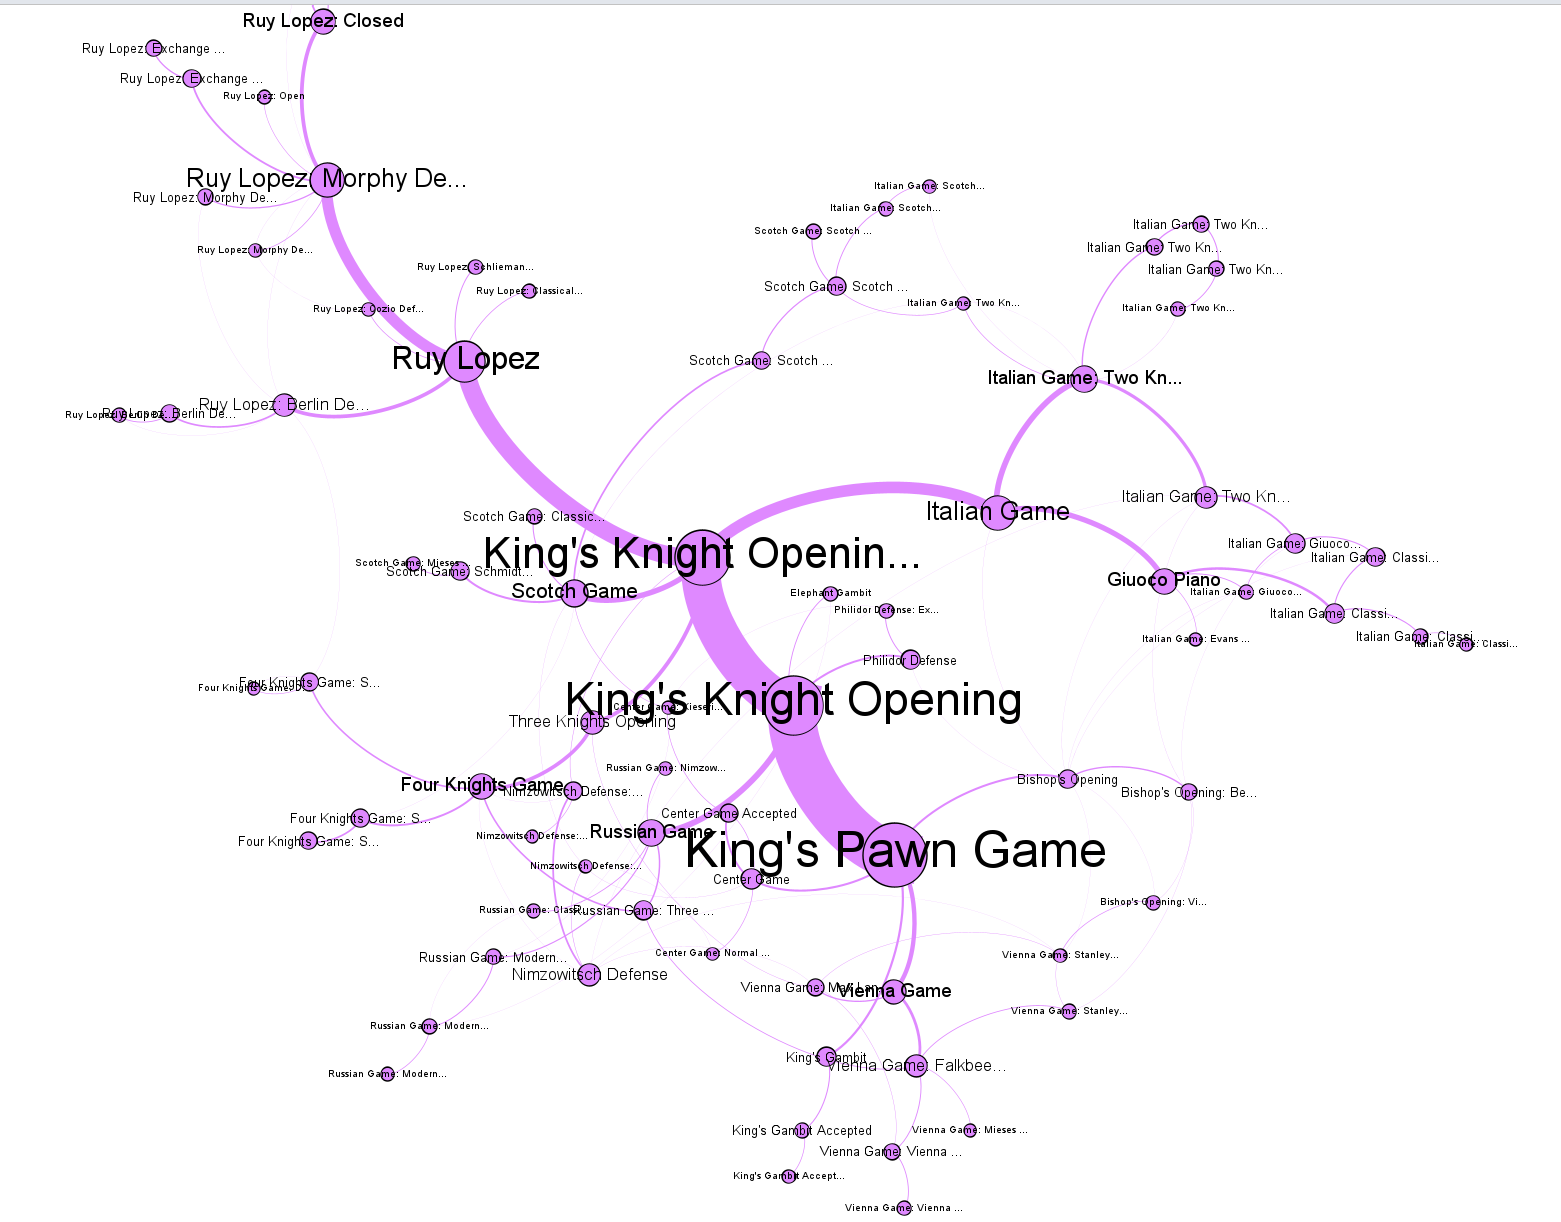 Ruy Lopez: Closed
Ruy Lopez: Exchange ...
Ruy Lopez: Exchange ...
Ruy Lopez: Open
Ruy Lopez: Morphy De...
Ruy Lopez: Morphy De...
Ruy Lopez: Morphy De...
Italian Game: Scotch...
Italian Game: Scotch...
Scotch Game: Scotch ...
Italian Game: Two Kn...
Italian Game: Two Kn...
Italian Game: Two Kn...
Ruy Lopez: Schlieman...
Ruy Lopez: Classical...
Ruy Lopez: Cozio Def...
Scotch Game: Scotch ...
Italian Game: Two Kn...
Italian Game: Two Kn...
Ruy Lopez
Scotch Game: Scotch ...
Italian Game: Two Kn...
Ruy Lopez: Berlin De...
Ruy Lopez: Berlin De...
Ruy Lopez: Berlin De...
Italian Game: Two Kn...
Italian Game
Scotch Game: Classic...
King's Knight Openin...
Italian Game: Giuoco...
Italian Game: Classi...
Scotch Game: Mieses ...
Scotch Game: Schmidt...
Scotch Game
Giuoco Piano
Italian Game: Giuoco...
Elephant Gambit
Philidor Defense: Ex...
Italian Game: Classi...
Italian Game: Evans ...
Italian Game: Classi...
Italian Game: Classi...
Philidor Defense
Four Knights Game: S...
Four Knights Game: D...
King's Knight Opening
Center Game: Kieseri...
Three Knights Opening
Russian Game: Nimzow...
Bishop's Opening
Four Knights Game
Nimzowitsch Defense:...
Bishop's Opening: Be...
Center Game Accepted
Four Knights Game: S...
Nimzowitsch Defense:...
Russian Game
Four Knights Game: S...
King's Pawn Game
Nimzowitsch Defense:...
Center Game
Bishop's Opening: Vi...
Russian Game: Classi...
Russian Game: Three ...
Russian Game: Modern...
Center Game: Normal ...
Vienna Game: Stanley...
Nimzowitsch Defense
Vienna Game: Max Lan...
Vienna Game
Vienna Game: Stanley...
Russian Game: Modern...
King's Gambit
Vienna Game: Falkbee...
Russian Game: Modern...
King's Gambit Accepted
Vienna Game: Mieses ...
Vienna Game: Vienna ...
King's Gambit Accept...
Vienna Game: Vienna ...